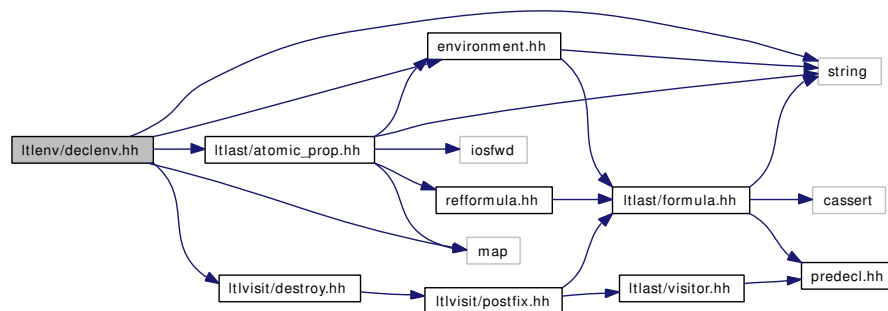 environment.hh
string
ltlenv/declenv.hh
ltlast/atomic_prop.hh
iosfwd
refformula.hh
ltlast/formula.hh
cassert
map
ltlvisit/destroy.hh
ltlvisit/postfix.hh
ltlast/visitor.hh
predecl.hh